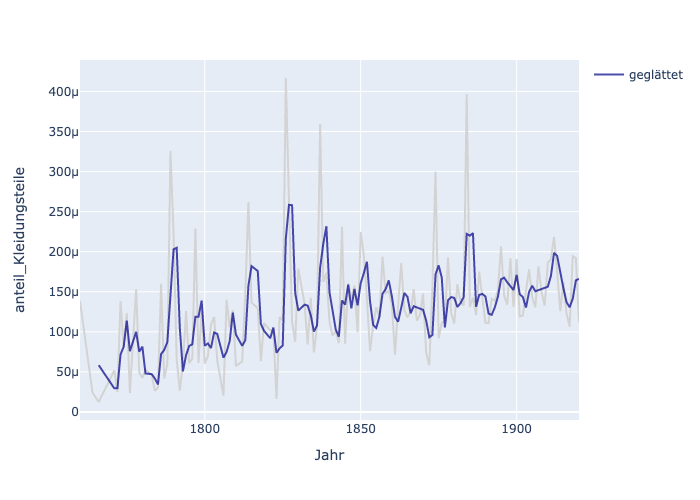 geglättet
400μ
350μ
300μ
250μ
200μ
150μ
100μ
50μ
0
anteil_Kleidungsteile
1800
1850
1900
Jahr